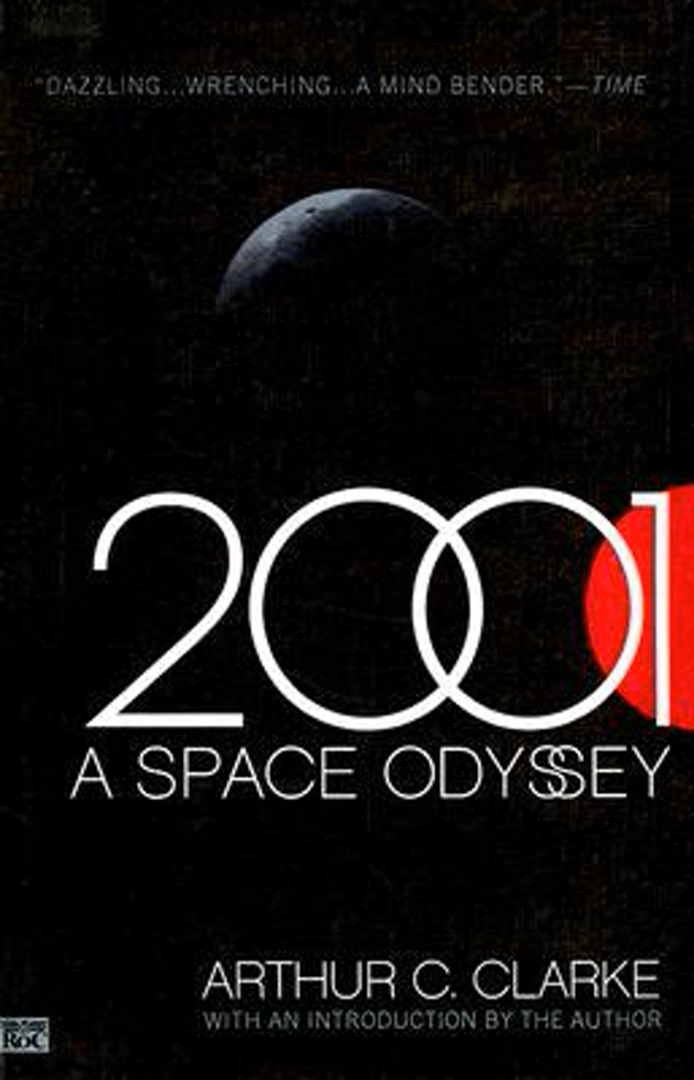 "DAZZLING...WRENCHING...A MIND BENDER."—TIME
2001
A SPACE ODYSSEY
ARTHUR C. CLARKE
WITH AN INTRODUCTION BY THE AUTHOR
ROC